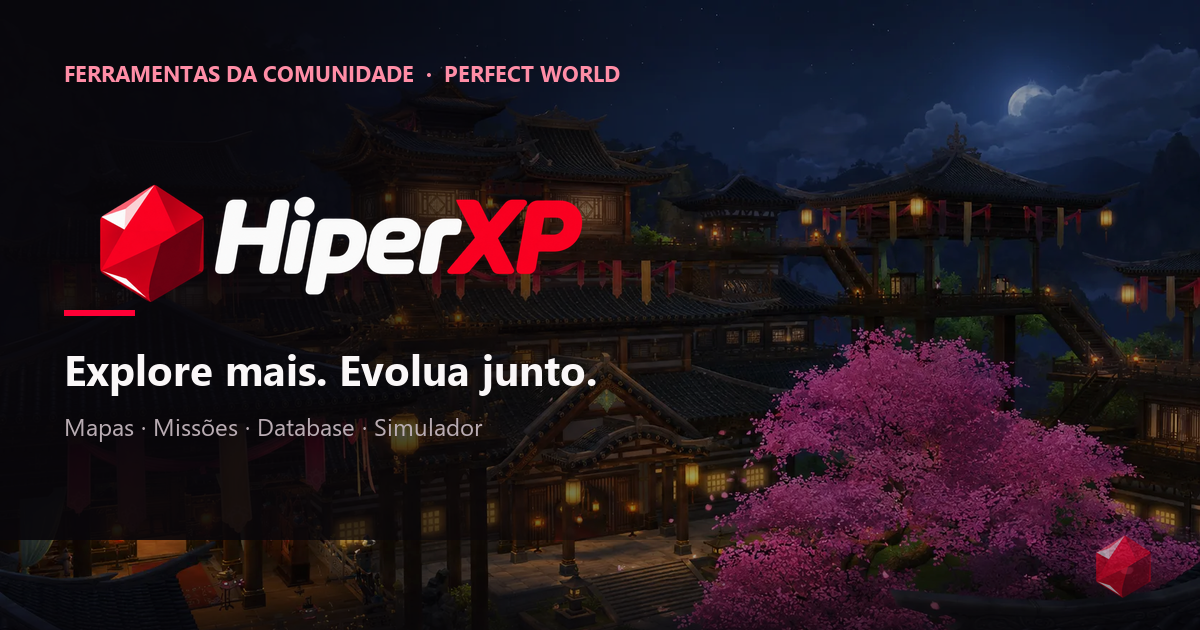 FERRAMENTAS DA COMUNIDADE · PERFECT WORLD
HiperXP
Explore mais. Evolua junto.
Mapas · Missões · Database · Simulador